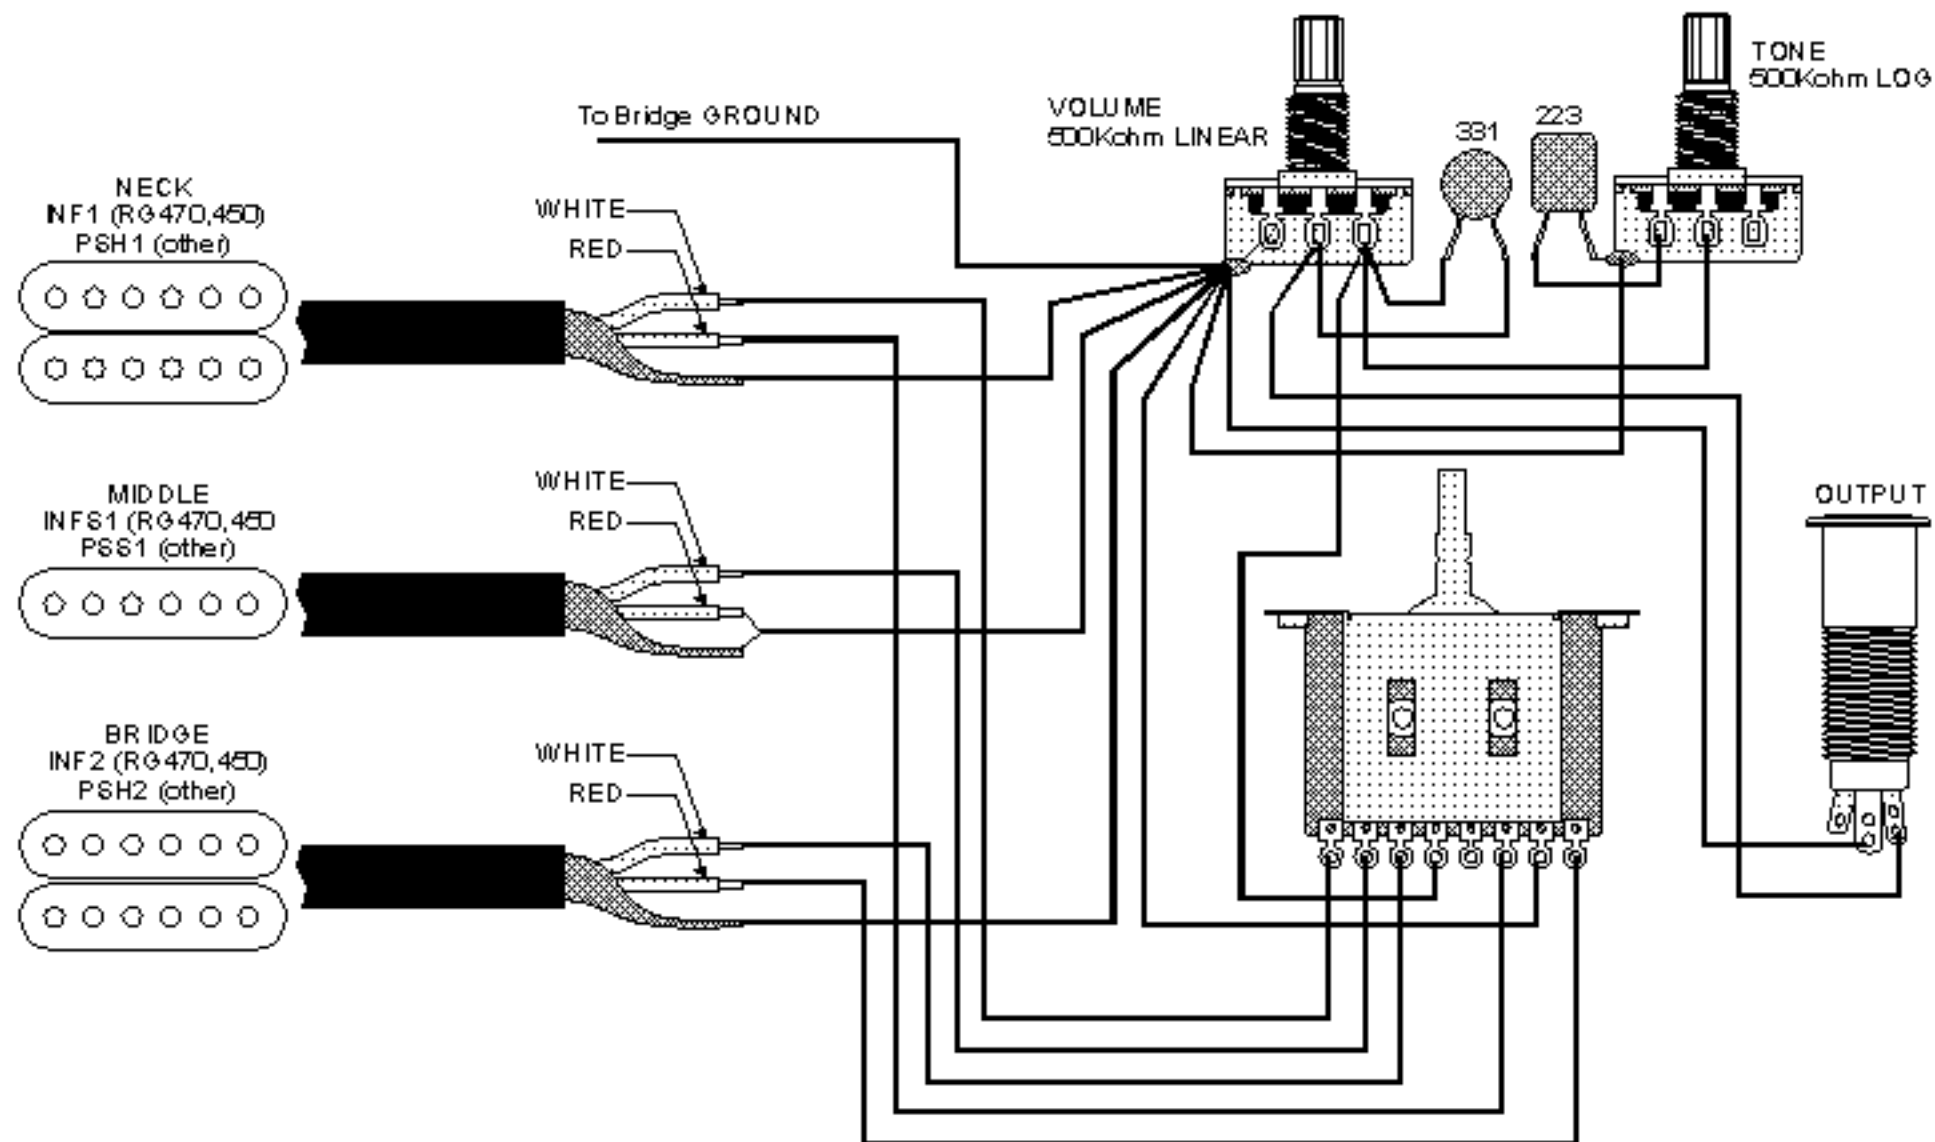 To Bridge GROUND
VOLUME
500Kohm LINEAR
331
223
TONE
500Kohm LOG
NECK
INF1 (RG470,450)
PSH1 (other)
WHITE
RED
MIDDLE
INFS1 (RG470,450
PSS1 (other)
WHITE
RED
OUTPUT
BRIDGE
INF2 (RG470,450)
PSH2 (other)
WHITE
RED